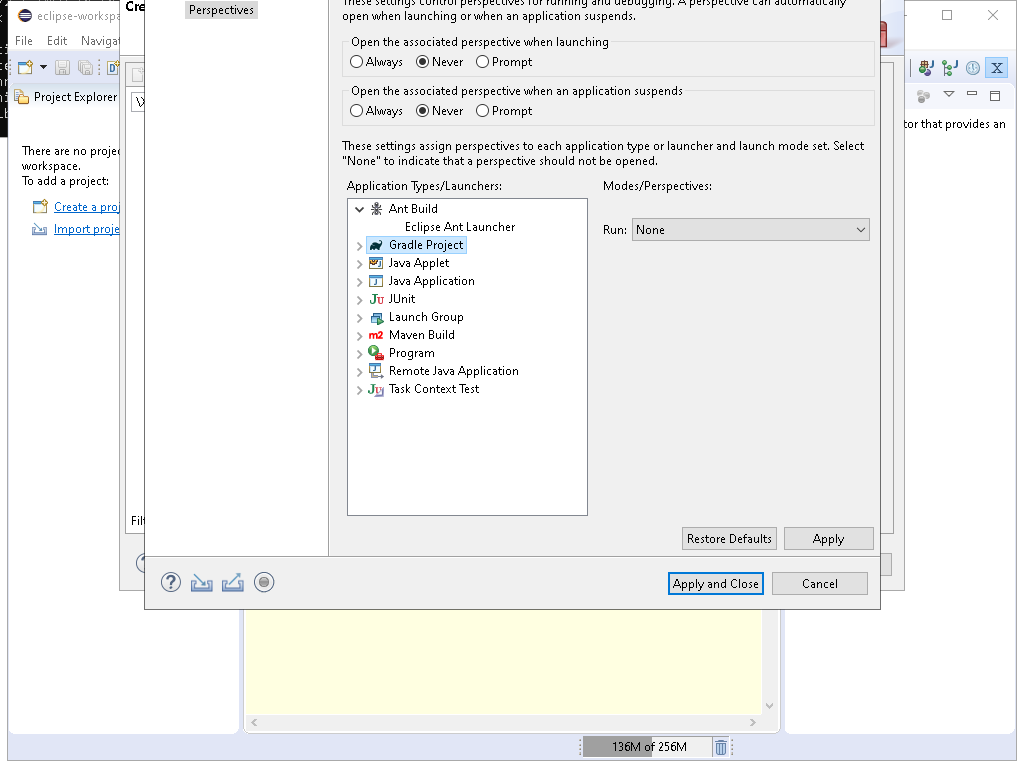 eclipse-workspa
Cre
Perspectives
These settings control perspectives for running and debugging. A perspective can automatically
open when launching or when an application suspends.
File Edit Navigat
Open the associated perspective when launching
Always Never Prompt
Project Explorer
Open the associated perspective when an application suspends
Always Never Prompt
tor that provides an
There are no proje
workspace.
To add a project:
Create a proj
Import proje
These settings assign perspectives to each application type or launcher and launch mode set. Select
"None" to indicate that a perspective should not be opened.
Application Types/Launchers:
Modes/Perspectives:
Ant Build
Eclipse Ant Launcher
Gradle Project
Java Applet
Java Application
JUnit
Launch Group
Maven Build
Program
Remote Java Application
Task Context Test
Run: None
Filt
Restore Defaults Apply
Apply and Close Cancel
136M of 256M